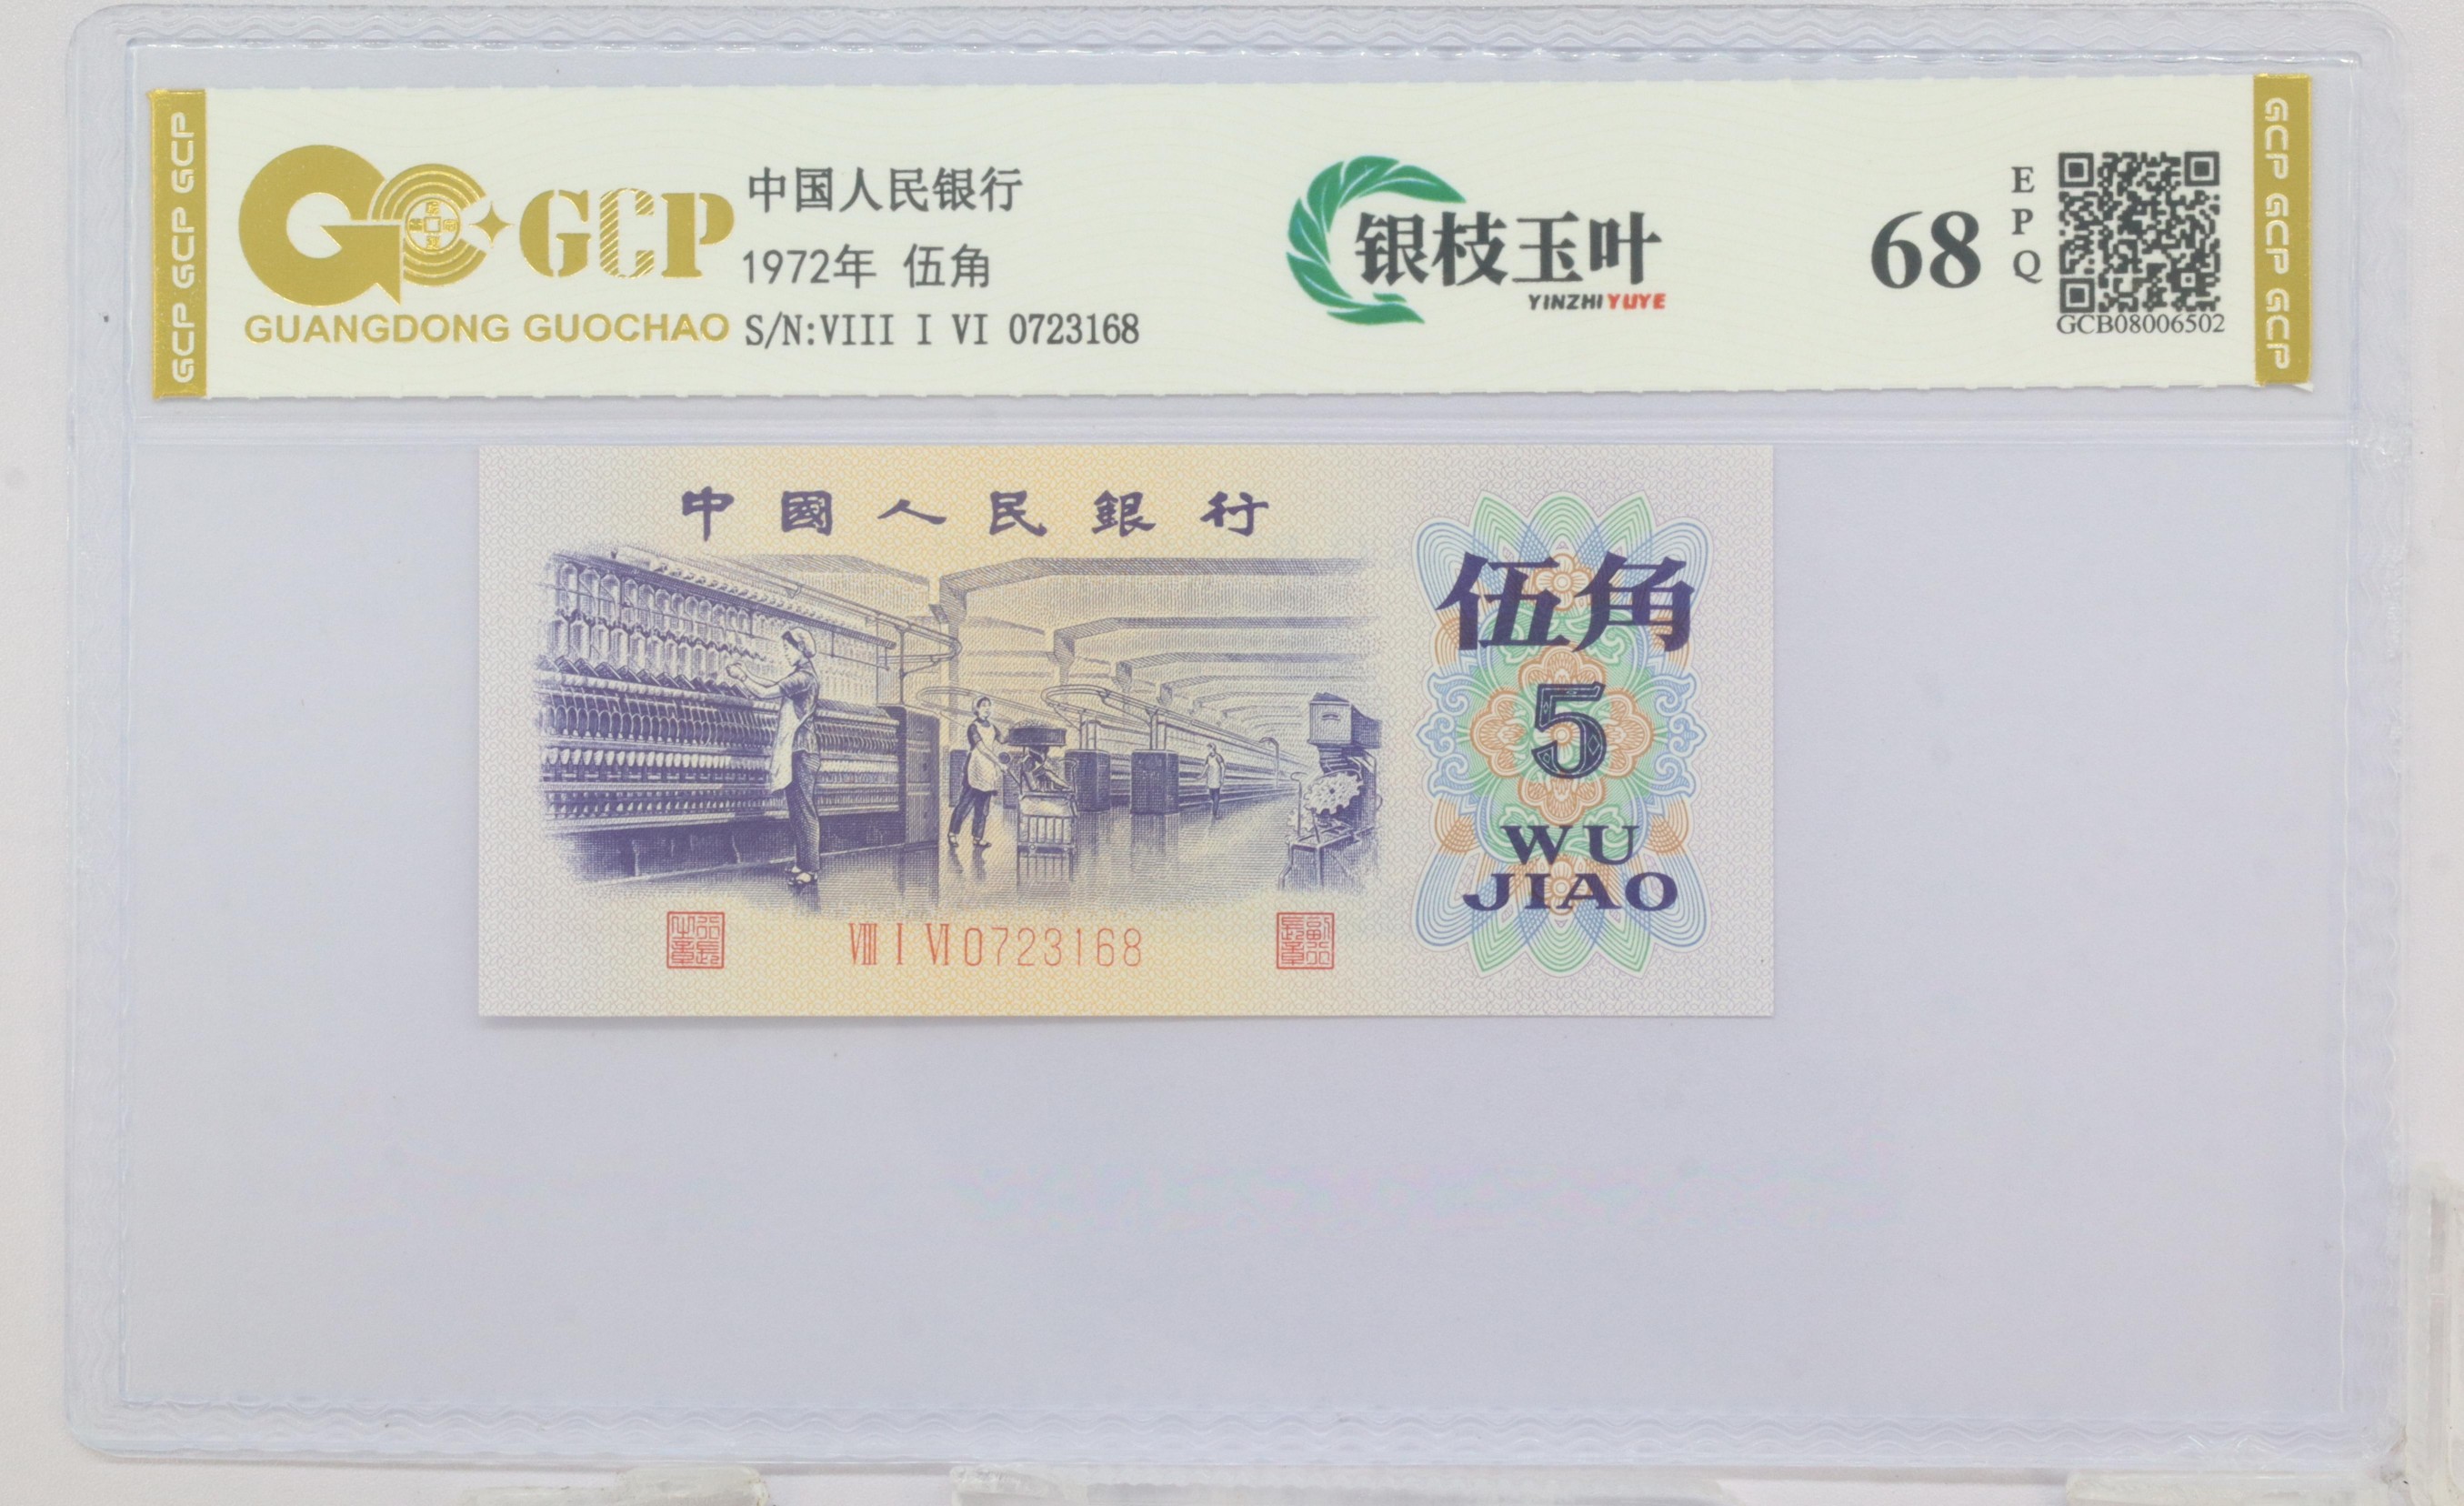 GCP GCP GCP
GCP
GUANGDONG GUOCHAO
中国人民银行
1972年 伍角
S/N:VIII I VI 0723168
银枝玉叶
YINZHI YUYE
68
EPQ
GCB08006502
GCP GCP GCP
中國人民銀行
伍角
5
WU
JIAO
VIII I VI 0723168